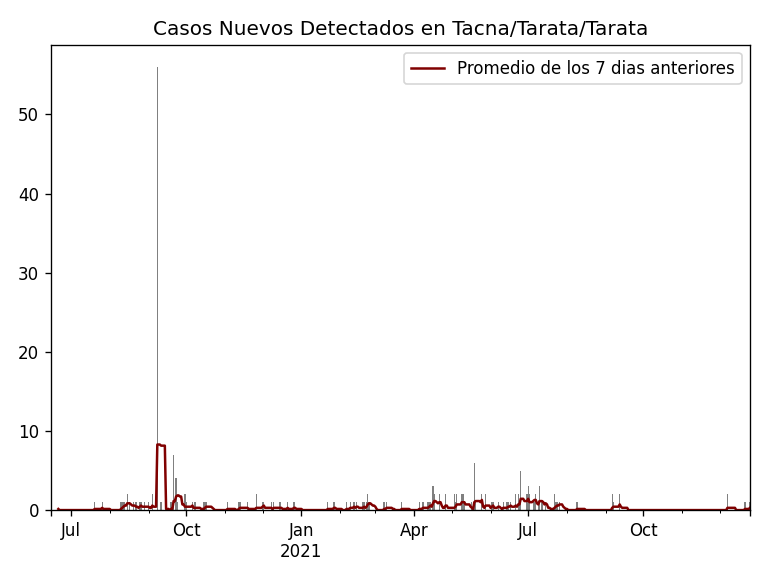 Casos Nuevos Detectados en Tacna/Tarata/Tarata
Promedio de los 7 dias anteriores
50
40
30
20
10
0
Jul Oct Jan Apr Jul Oct
2021